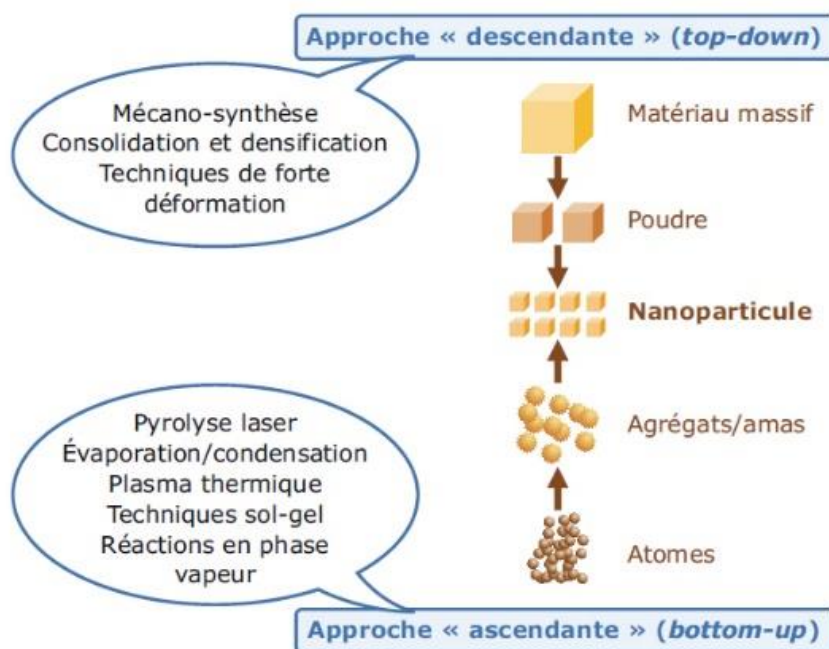 Approche « descendante » (top-down)
Mécano-synthèse
Consolidation et densification
Techniques de forte
déformation
Matériau massif
Poudre
Nanoparticule
Agrégats/amas
Atomes
Pyrolyse laser
Évaporation/condensation
Plasma thermique
Techniques sol-gel
Réactions en phase
vapeur
Approche « ascendante » (bottom-up)